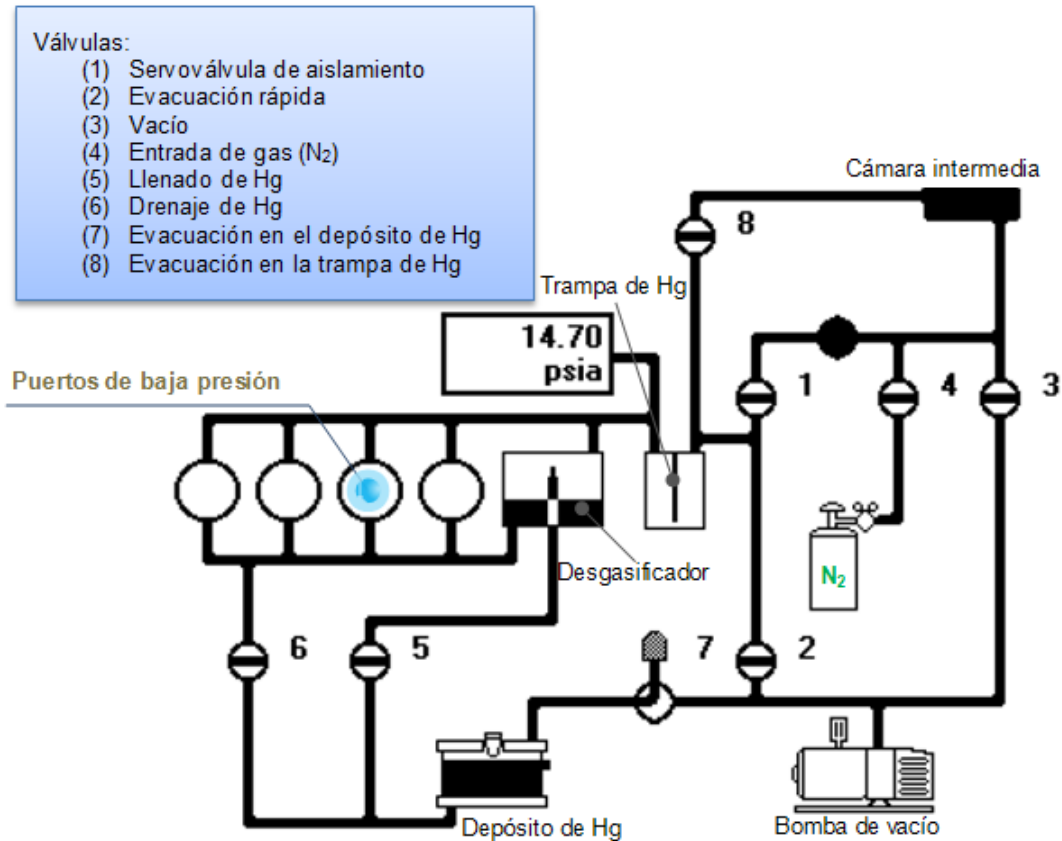 Válvulas:
(1) Servoválvula de aislamiento
(2) Evacuación rápida
(3) Vacío
(4) Entrada de gas (N₂)
(5) Llenado de Hg
(6) Drenaje de Hg
(7) Evacuación en el depósito de Hg
(8) Evacuación en la trampa de Hg
Cámara intermedia
8
Trampa de Hg
14.70
psia
Puertos de baja presión
1
4
3
Desgasificador
N₂
6
5
7
2
Depósito de Hg
Bomba de vacío